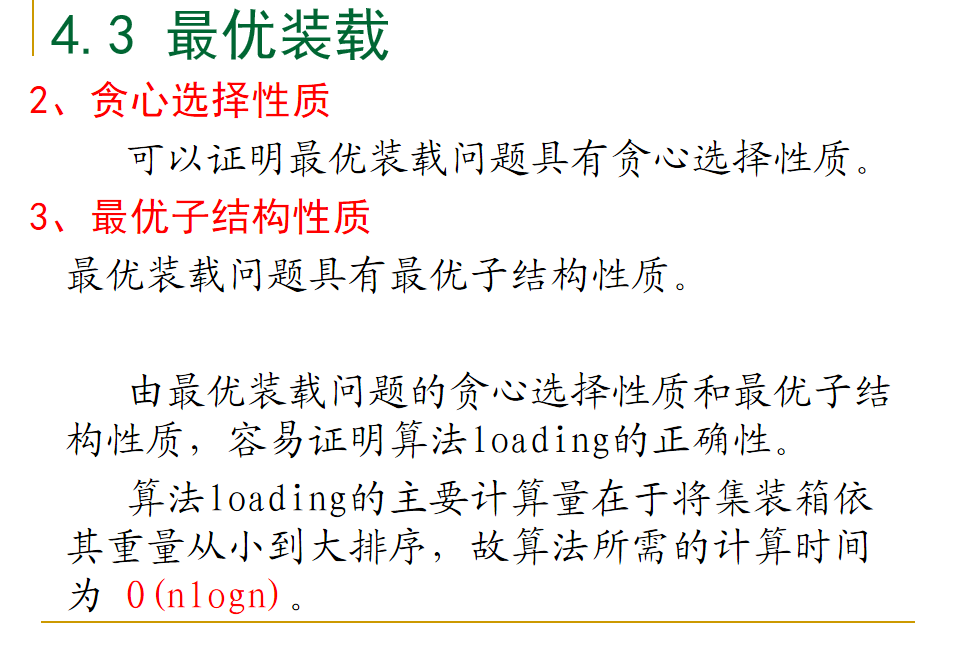 4.3 最优装载
2、贪心选择性质
可以证明最优装载问题具有贪心选择性质。
3、最优子结构性质
最优装载问题具有最优子结构性质。
由最优装载问题的贪心选择性质和最优子结
构性质，容易证明算法loading的正确性。
算法loading的主要计算量在于将集装箱依
其重量从小到大排序，故算法所需的计算时间
为 O(nlogn)。